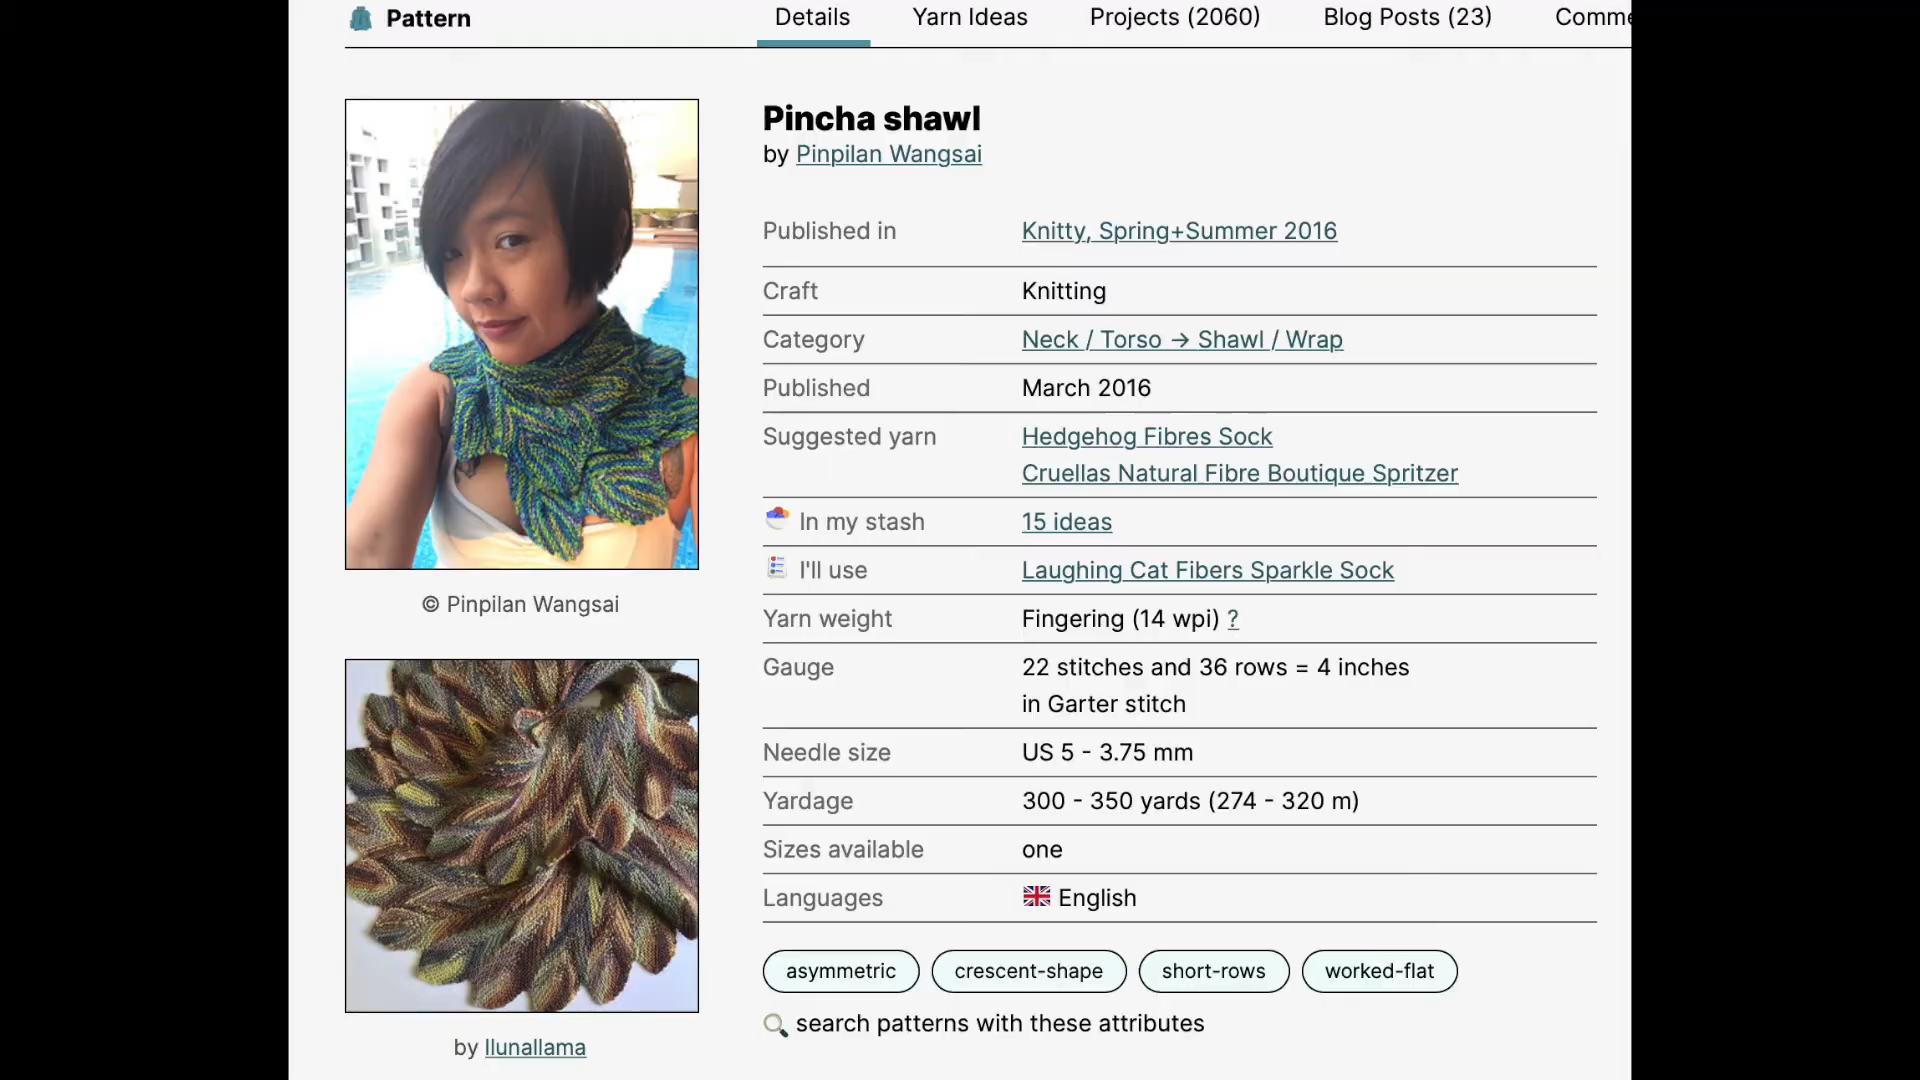 Pattern
Details
Yarn Ideas
Projects (2060)
Blog Posts (23)
Pincha shawl
by Pinpilan Wangsai
Published in
Knitty, Spring+Summer 2016
Craft
Knitting
Category
Neck / Torso → Shawl / Wrap
Published
March 2016
Suggested yarn
Hedgehog Fibres Sock
Cruellas Natural Fibre Boutique Spritzer
In my stash
15 ideas
I'll use
Laughing Cat Fibers Sparkle Sock
Yarn weight
Fingering (14 wpi) ?
Gauge
22 stitches and 36 rows = 4 inches
in Garter stitch
Needle size
US 5 - 3.75 mm
Yardage
300 - 350 yards (274 - 320 m)
Sizes available
one
Languages
English
asymmetric
crescent-shape
short-rows
worked-flat
search patterns with these attributes
© Pinpilan Wangsai
by llunallama